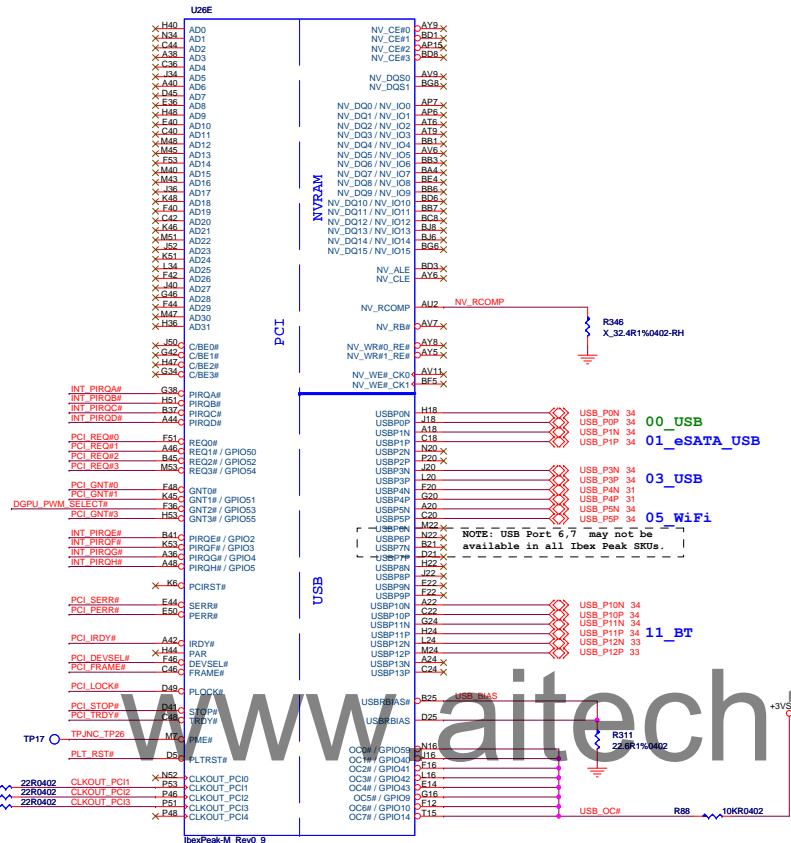 U26E
H40 AD0
N34 AD1
C44 AD2
A38 AD3
C36 AD4
J34 AD5
A40 AD6
D45 AD7
E36 AD8
H48 AD9
E40 AD10
C40 AD11
M48 AD12
M45 AD13
F53 AD14
M40 AD15
M43 AD16
J36 AD17
K48 AD18
F40 AD19
C42 AD20
K46 AD21
M51 AD22
J52 AD23
K51 AD24
L34 AD25
F42 AD26
J40 AD27
G46 AD28
F44 AD29
M47 AD30
H36 AD31
J50 C/BE0#
G42 C/BE1#
H47 C/BE2#
G34 C/BE3#
INT_PIRQA# G38 PIRQA#
INT_PIRQB# H51 PIRQB#
INT_PIRQC# B37 PIRQC#
INT_PIRQD# A44 PIRQD#
PCI_REQ#0 F51 REQ0#
PCI_REQ#1 A46 REQ1# / GPIO50
PCI_REQ#2 B45 REQ2# / GPIO52
PCI_REQ#3 M53 REQ3# / GPIO54
PCI_GNT#0 F48 GNT0#
PCI_GNT#1 K45 GNT1# / GPIO51
DGPU_PWM_SELECT# F36 GNT2# / GPIO53
PCI_GNT#3 H53 GNT3# / GPIO55
INT_PIRQE# B41 PIRQE# / GPIO2
INT_PIRQF# K53 PIRQF# / GPIO3
INT_PIRQG# A36 PIRQG# / GPIO4
INT_PIRQH# A48 PIRQH# / GPIO5
K6 PCIRST#
PCI_SERR# E44 SERR#
PCI_PERR# E50 PERR#
PCI_IRDY# A42 IRDY#
H44 PAR
PCI_DEVSEL# F46 DEVSEL#
PCI_FRAME# C46 FRAME#
PCI_LOCK# D49 PLOCK#
PCI_STOP# D41 STOP#
PCI_TRDY# C48 TRDY#
TP17 TPJNC_TP26 M7 PME#
PLT_RST# D5 PLTRST#
N52 CLKOUT_PCI0
22R0402 CLKOUT_PCI1 P53 CLKOUT_PCI1
22R0402 CLKOUT_PCI2 P46 CLKOUT_PCI2
22R0402 CLKOUT_PCI3 P51 CLKOUT_PCI3
P48 CLKOUT_PCI4
IbexPeak-M_Rev0_9
PCI
NVRAM
USB
NV_CE#0 AY9
NV_CE#1 BD1
NV_CE#2 AP15
NV_CE#3 BD8
NV_DQS0 AV9
NV_DQS1 BG8
NV_DQ0 / NV_IO0 AP7
NV_DQ1 / NV_IO1 AP6
NV_DQ2 / NV_IO2 AT6
NV_DQ3 / NV_IO3 AT9
NV_DQ4 / NV_IO4 BB1
NV_DQ5 / NV_IO5 AV6
NV_DQ6 / NV_IO6 BB3
NV_DQ7 / NV_IO7 BA4
NV_DQ8 / NV_IO8 BE4
NV_DQ9 / NV_IO9 BB6
NV_DQ10 / NV_IO10 BD6
NV_DQ11 / NV_IO11 BB7
NV_DQ12 / NV_IO12 BC8
NV_DQ13 / NV_IO13 BJ8
NV_DQ14 / NV_IO14 BJ6
NV_DQ15 / NV_IO15 BG6
NV_ALE BD3
NV_CLE AY6
NV_RCOMP AU2 NV_RCOMP
R346
X_32.4R1%0402-RH
NV_RB# AV7
NV_WR#0_RE# AY8
NV_WR#1_RE# AY5
NV_WE#_CK0 AV11
NV_WE#_CK1 BF5
USBP0N H18 USB_P0N 34
USBP0P J18 USB_P0P 34 00_USB
USBP1N A18 USB_P1N 34
USBP1P C18 USB_P1P 34 01_eSATA_USB
USBP2N N20
USBP2P P20
USBP3N J20 USB_P3N 34
USBP3P L20 USB_P3P 34 03_USB
USBP4N F20 USB_P4N 31
USBP4P G20 USB_P4P 31
USBP5N A20 USB_P5N 34
USBP5P C20 USB_P5P 34 05_WiFi
USBP6N M22
USBP6P N22
USBP7N B21
USBP7P D21
NOTE: USB Port 6,7 may not be
available in all Ibex Peak SKUs.
USBP8N H22
USBP8P J22
USBP9N E22
USBP9P F22
USBP10N A22 USB_P10N 34
USBP10P C22 USB_P10P 34
USBP11N G24 USB_P11N 34
USBP11P H24 USB_P11P 34 11_BT
USBP12N L24 USB_P12N 33
USBP12P M24 USB_P12P 33
USBP13N A24
USBP13P C24
USBRBIAS# B25 USB_BIAS
USBRBIAS D25
R311
22.6R1%0402
+3VS
OC0# / GPIO59 N16
OC1# / GPIO40 J16
OC2# / GPIO41 F16
OC3# / GPIO42 L16
OC4# / GPIO43 E14
OC5# / GPIO9 G16
OC6# / GPIO10 F12
OC7# / GPIO14 T15
USB_OC# R88 10KR0402
www.aitech